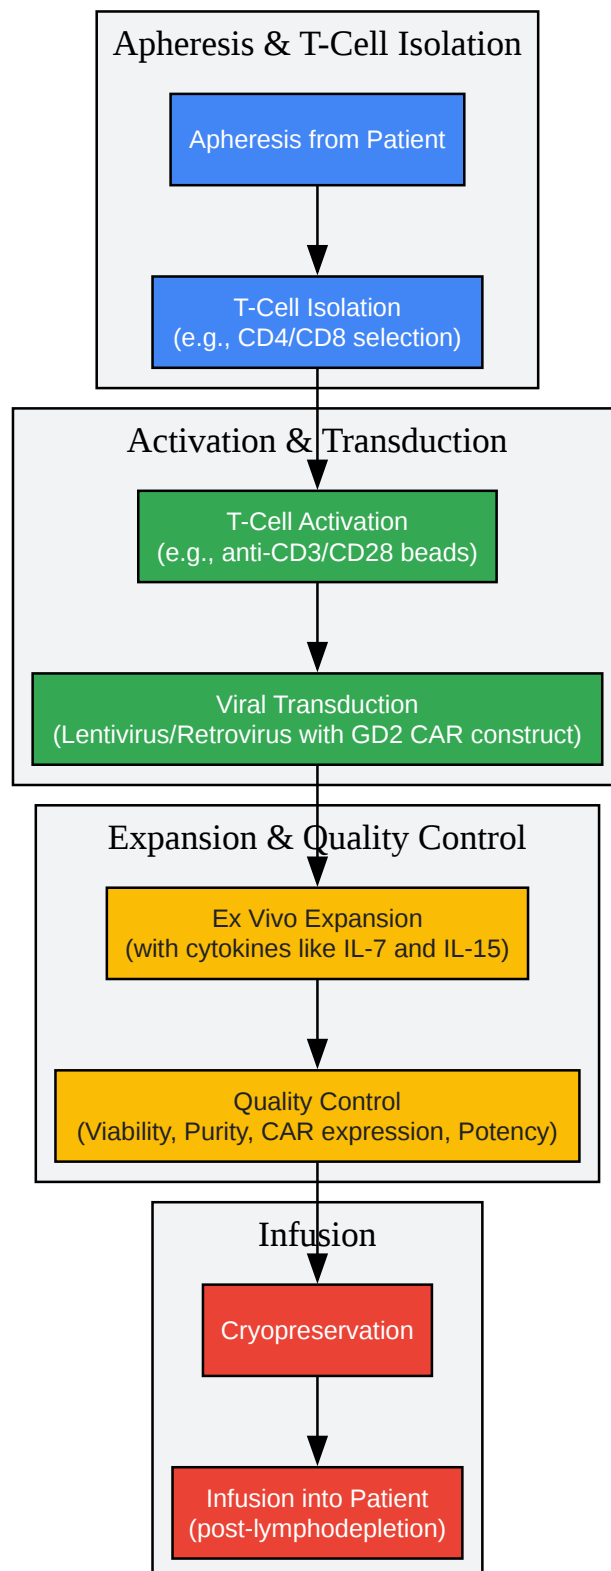 Apheresis & T-Cell Isolation
Apheresis from Patient
T-Cell Isolation
(e.g., CD4/CD8 selection)
Activation & Transduction
T-Cell Activation
(e.g., anti-CD3/CD28 beads)
Viral Transduction
(Lentivirus/Retrovirus with GD2 CAR construct)
Expansion & Quality Control
Ex Vivo Expansion
(with cytokines like IL-7 and IL-15)
Quality Control
(Viability, Purity, CAR expression, Potency)
Infusion
Cryopreservation
Infusion into Patient
(post-lymphodepletion)